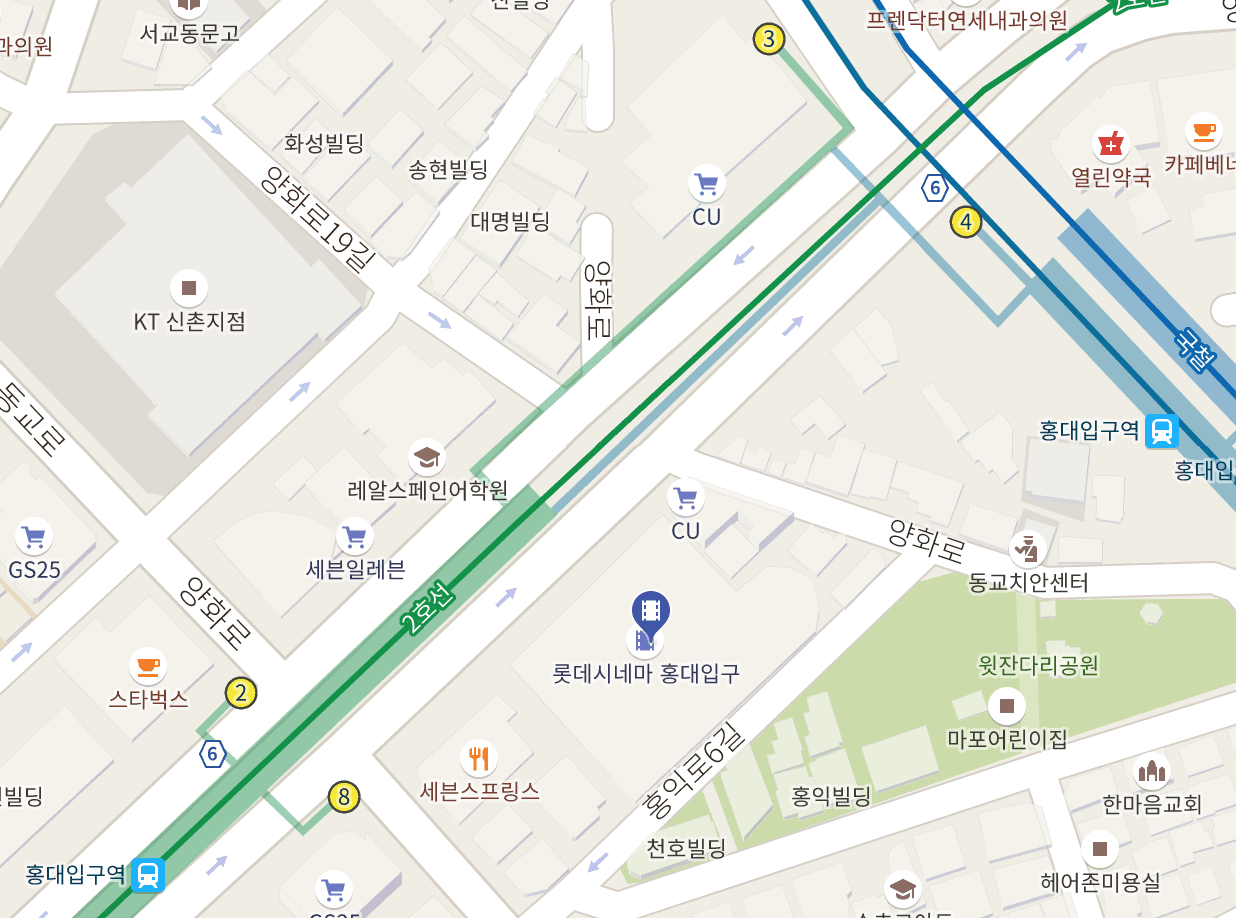 서교동문고
프렌닥터연세내과의원
3
화성빌딩
송현빌딩
양화로19길
CU
열린약국
카페베네
6
4
대명빌딩
양화로
KT 신촌지점
국철
동교로
홍대입구역
레알스페인어학원
CU
세븐일레븐
GS25
양화로
동교치안센터
양화로
2호선
윗잔다리공원
롯데시네마 홍대입구
스타벅스
2
마포어린이집
6
홍익로6길
세븐스프링스
8
홍익빌딩
한마음교회
천호빌딩
홍대입구역
헤어존미용실
GS25